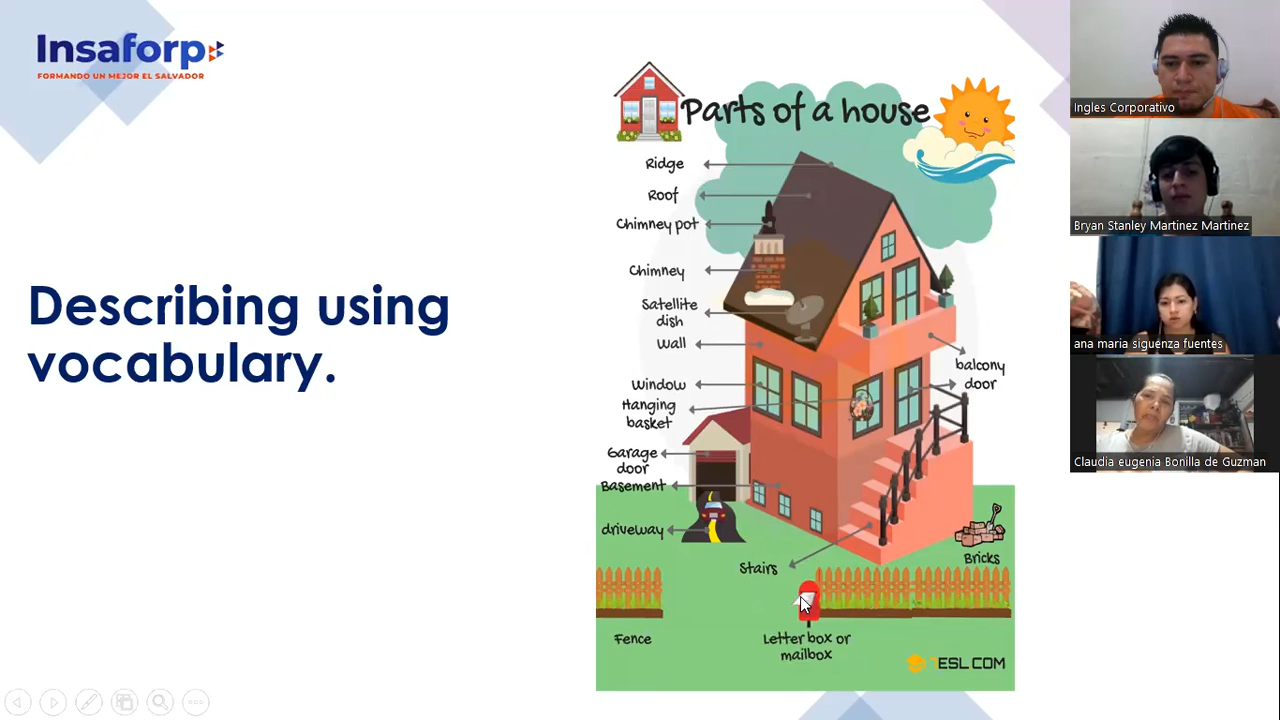 Insaforp
FORMANDO UN MEJOR EL SALVADOR
Describing using
vocabulary.
Parts of a house
Ridge
Roof
Chimney pot
Chimney
Satellite
dish
Wall
Window
Hanging
basket
Garage
door
Basement
driveway
Stairs
balcony
door
Bricks
Fence
Letter box or
mailbox
7ESL.COM
Ingles Corporativo
Bryan Stanley Martinez Martinez
ana maria siguenza fuentes
Claudia eugenia Bonilla de Guzman